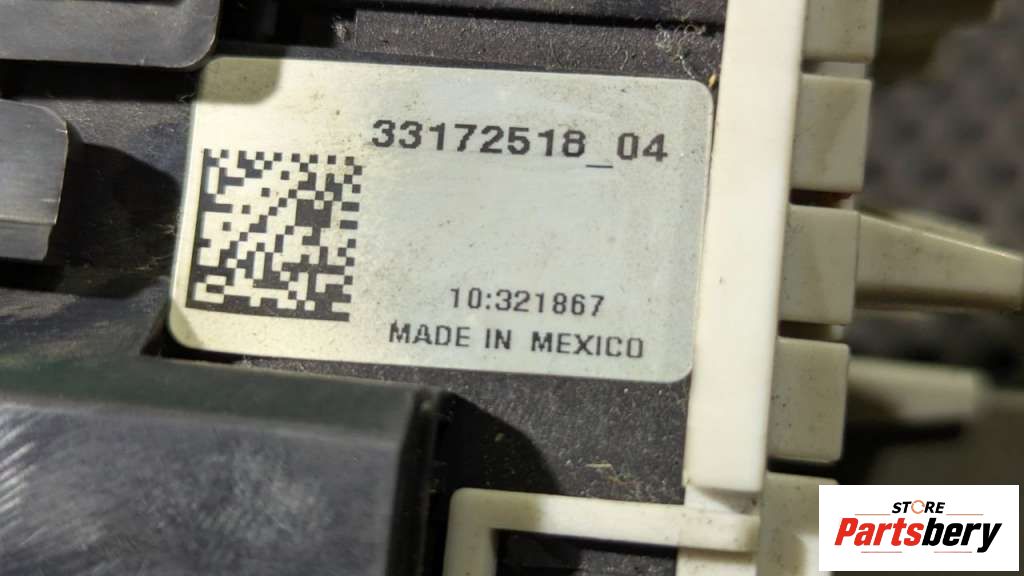 33172518_04
10:321867
MADE IN MEXICO
STORE
Partsbery